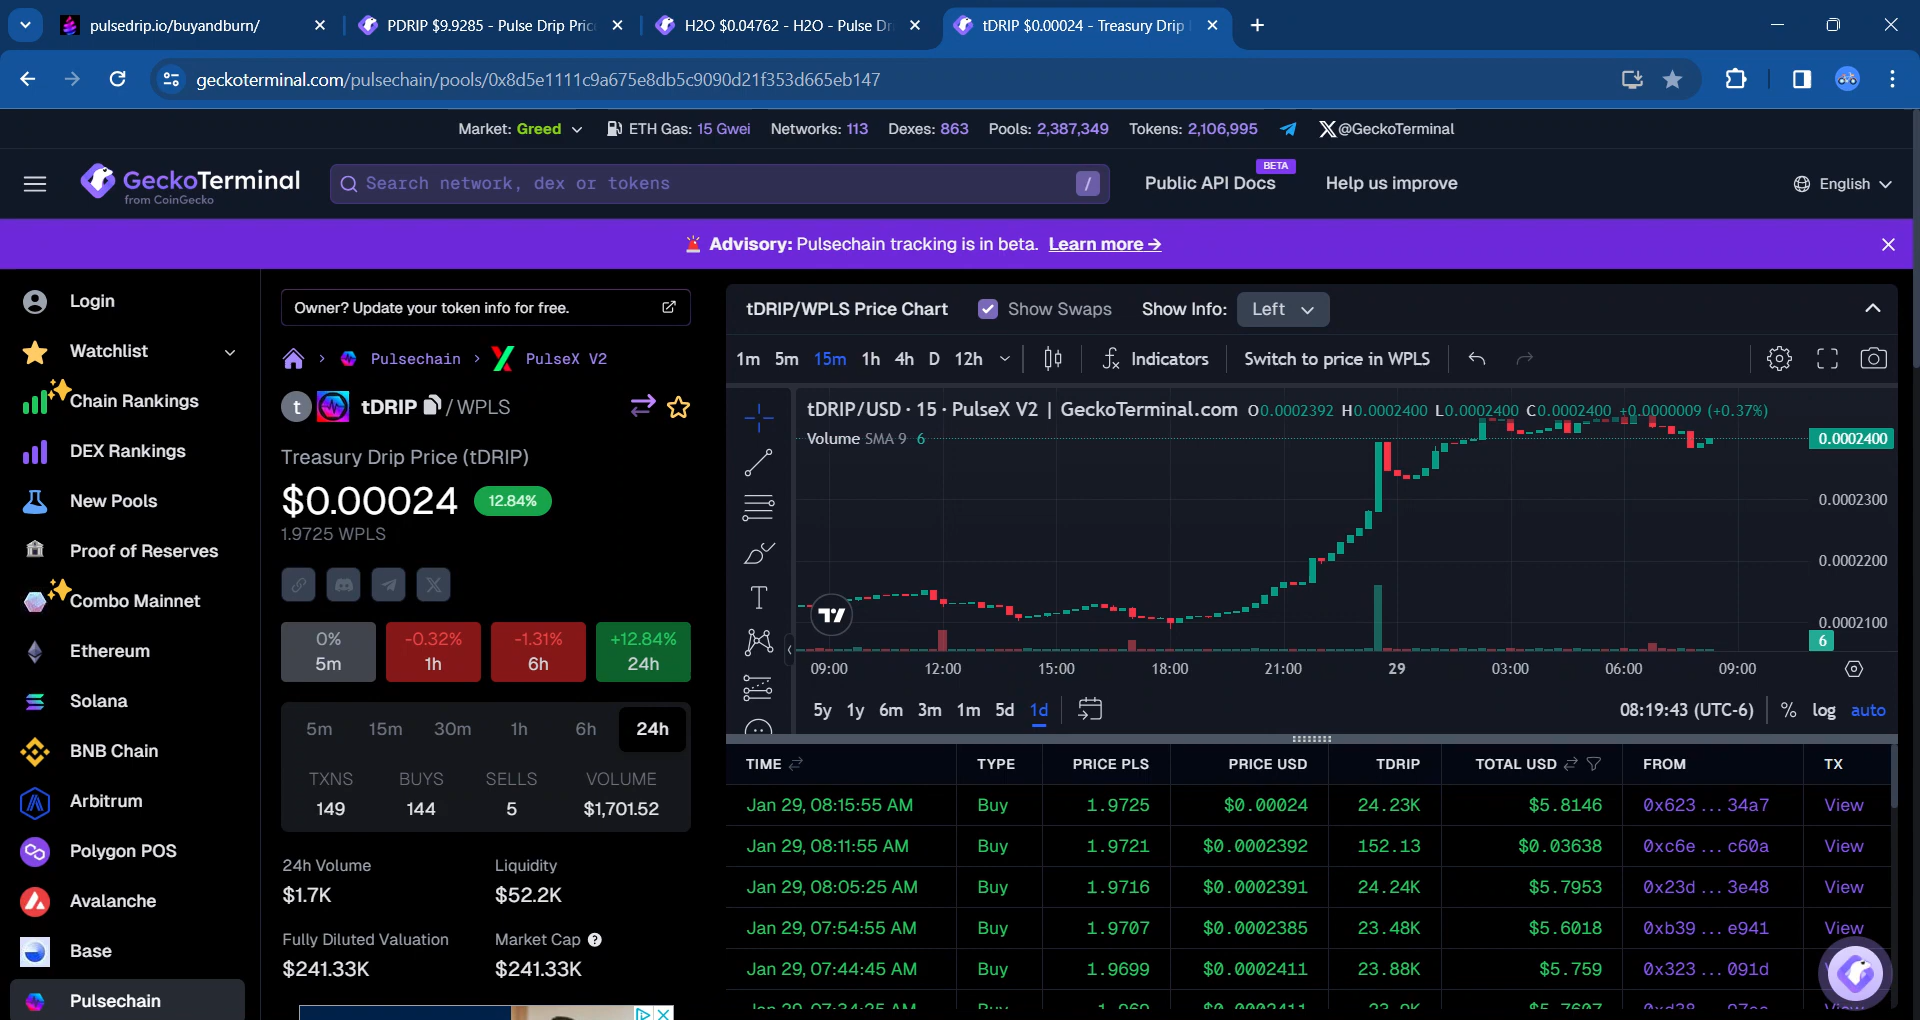 pulsedrip.io/buyandburn/
PDRIP $9.9285 - Pulse Drip Pric
H2O $0.04762 - H2O - Pulse Dr
tDRIP $0.00024 - Treasury Drip
geckoterminal.com/pulsechain/pools/0x8d5e1111c9a675e8db5c9090d21f353d665eb147
Market: Greed ETH Gas: 15 Gwei Networks: 113 Dexes: 863 Pools: 2,387,349 Tokens: 2,106,995 @GeckoTerminal
GeckoTerminal
from CoinGecko
Search network, dex or tokens /
Public API Docs BETA
Help us improve
English
Advisory: Pulsechain tracking is in beta. Learn more →
Login
Watchlist
Chain Rankings
DEX Rankings
New Pools
Proof of Reserves
Combo Mainnet
Ethereum
Solana
BNB Chain
Arbitrum
Polygon POS
Avalanche
Base
Pulsechain
Owner? Update your token info for free.
Pulsechain > PulseX V2
t tDRIP / WPLS
Treasury Drip Price (tDRIP)
$0.00024 12.84%
1.9725 WPLS
0% -0.32% -1.31% +12.84%
5m 1h 6h 24h
5m 15m 30m 1h 6h 24h
TXNS BUYS SELLS VOLUME
149 144 5 $1,701.52
24h Volume Liquidity
$1.7K $52.2K
Fully Diluted Valuation Market Cap ?
$241.33K $241.33K
tDRIP/WPLS Price Chart Show Swaps Show Info: Left
1m 5m 15m 1h 4h D 12h Indicators Switch to price in WPLS
tDRIP/USD · 15 · PulseX V2 | GeckoTerminal.com O0.0002392 H0.0002400 L0.0002400 C0.0002400 +0.0000009 (+0.37%)
Volume SMA 9 6
0.0002400
0.0002300
0.0002200
0.0002100
6
09:00 12:00 15:00 18:00 21:00 29 03:00 06:00 09:00
5y 1y 6m 3m 1m 5d 1d 08:19:43 (UTC-6) % log auto
TIME TYPE PRICE PLS PRICE USD TDRIP TOTAL USD FROM TX
Jan 29, 08:15:55 AM Buy 1.9725 $0.00024 24.23K $5.8146 0x623 ... 34a7 View
Jan 29, 08:11:55 AM Buy 1.9721 $0.0002392 152.13 $0.03638 0xc6e ... c60a View
Jan 29, 08:05:25 AM Buy 1.9716 $0.0002391 24.24K $5.7953 0x23d ... 3e48 View
Jan 29, 07:54:55 AM Buy 1.9707 $0.0002385 23.48K $5.6018 0xb39 ... e941 View
Jan 29, 07:44:45 AM Buy 1.9699 $0.0002411 23.88K $5.759 0x323 ... 091d